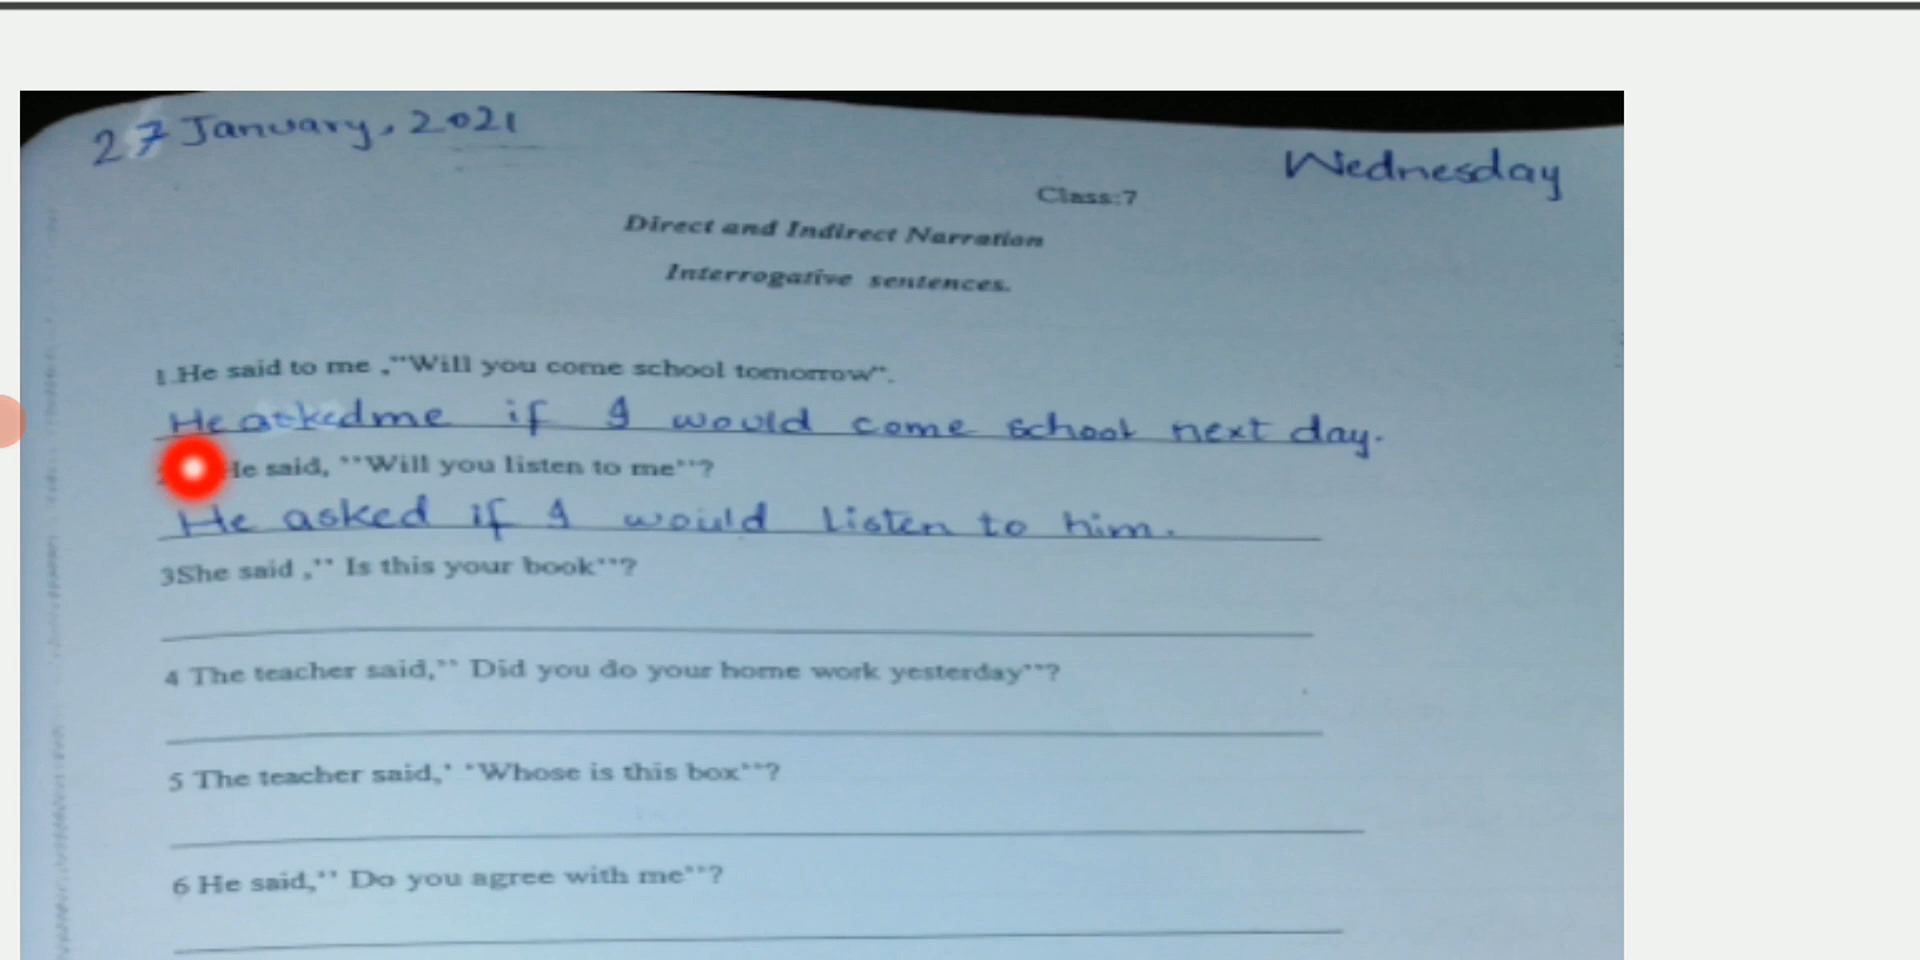 27 January, 2021
Wednesday
Class:7
Direct and Indirect Narration
Interrogative sentences.
1.He said to me ,"Will you come school tomorrow".
He asked me if I would come school next day.
He said, "Will you listen to me"?
He asked if I would listen to him.
3She said ," Is this your book"?
4 The teacher said," Did you do your home work yesterday"?
5 The teacher said,' 'Whose is this box"?
6 He said," Do you agree with me"?